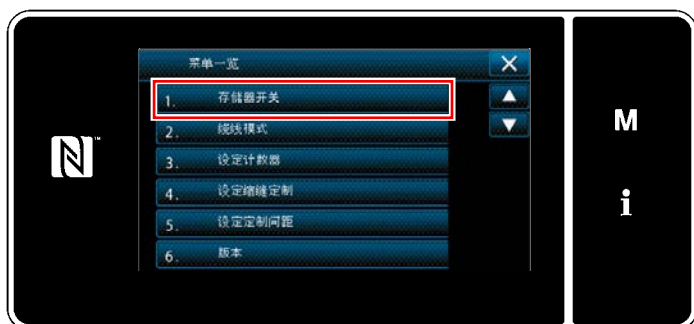 菜单一览
1. 存储器开关
2. 绕线模式
3. 设定计数器
4. 设定缩缝定制
5. 设定定制间距
6. 版本
M
i